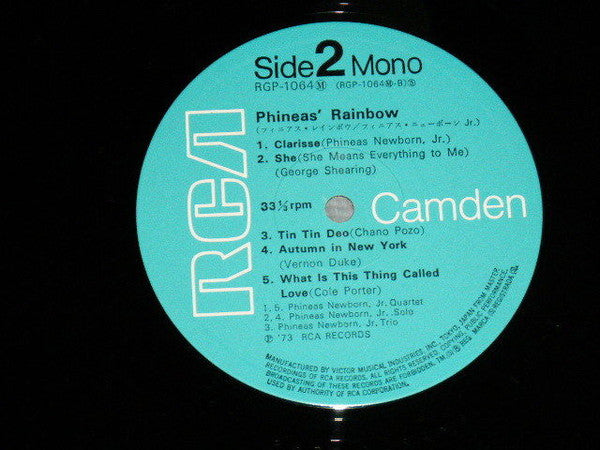 Side 2 Mono
RGP-1064Ⓜ (RGP-1064Ⓜ-B)Ⓢ
Phineas' Rainbow
(フィニアス・レインボウ/フィニアス・ニューボーン Jr.)
1. Clarisse(Phineas Newborn, Jr.)
2. She(She Means Everything to Me)
(George Shearing)
33⅓rpm
RCA
Camden
3. Tin Tin Deo(Chano Pozo)
4. Autumn in New York
(Vernon Duke)
5. What Is This Thing Called
Love(Cole Porter)
1.5. Phineas Newborn, Jr. Quartet
2.4. Phineas Newborn, Jr. Solo
3. Phineas Newborn, Jr. Trio
Ⓟ '73 RCA RECORDS
MANUFACTURED BY VICTOR MUSICAL INDUSTRIES, INC. TOKYO, JAPAN FROM MASTER
RECORDINGS OF RCA RECORDS. ALL RIGHTS RESERVED COPYING, PUBLIC PERFORMANCE,
BROADCASTING OF THESE RECORDS ARE FORBIDDEN. TM.(S) Ⓡ RCA MARCA(S) REGISTRADA(S)
USED BY AUTHORITY OF RCA CORPORATION.